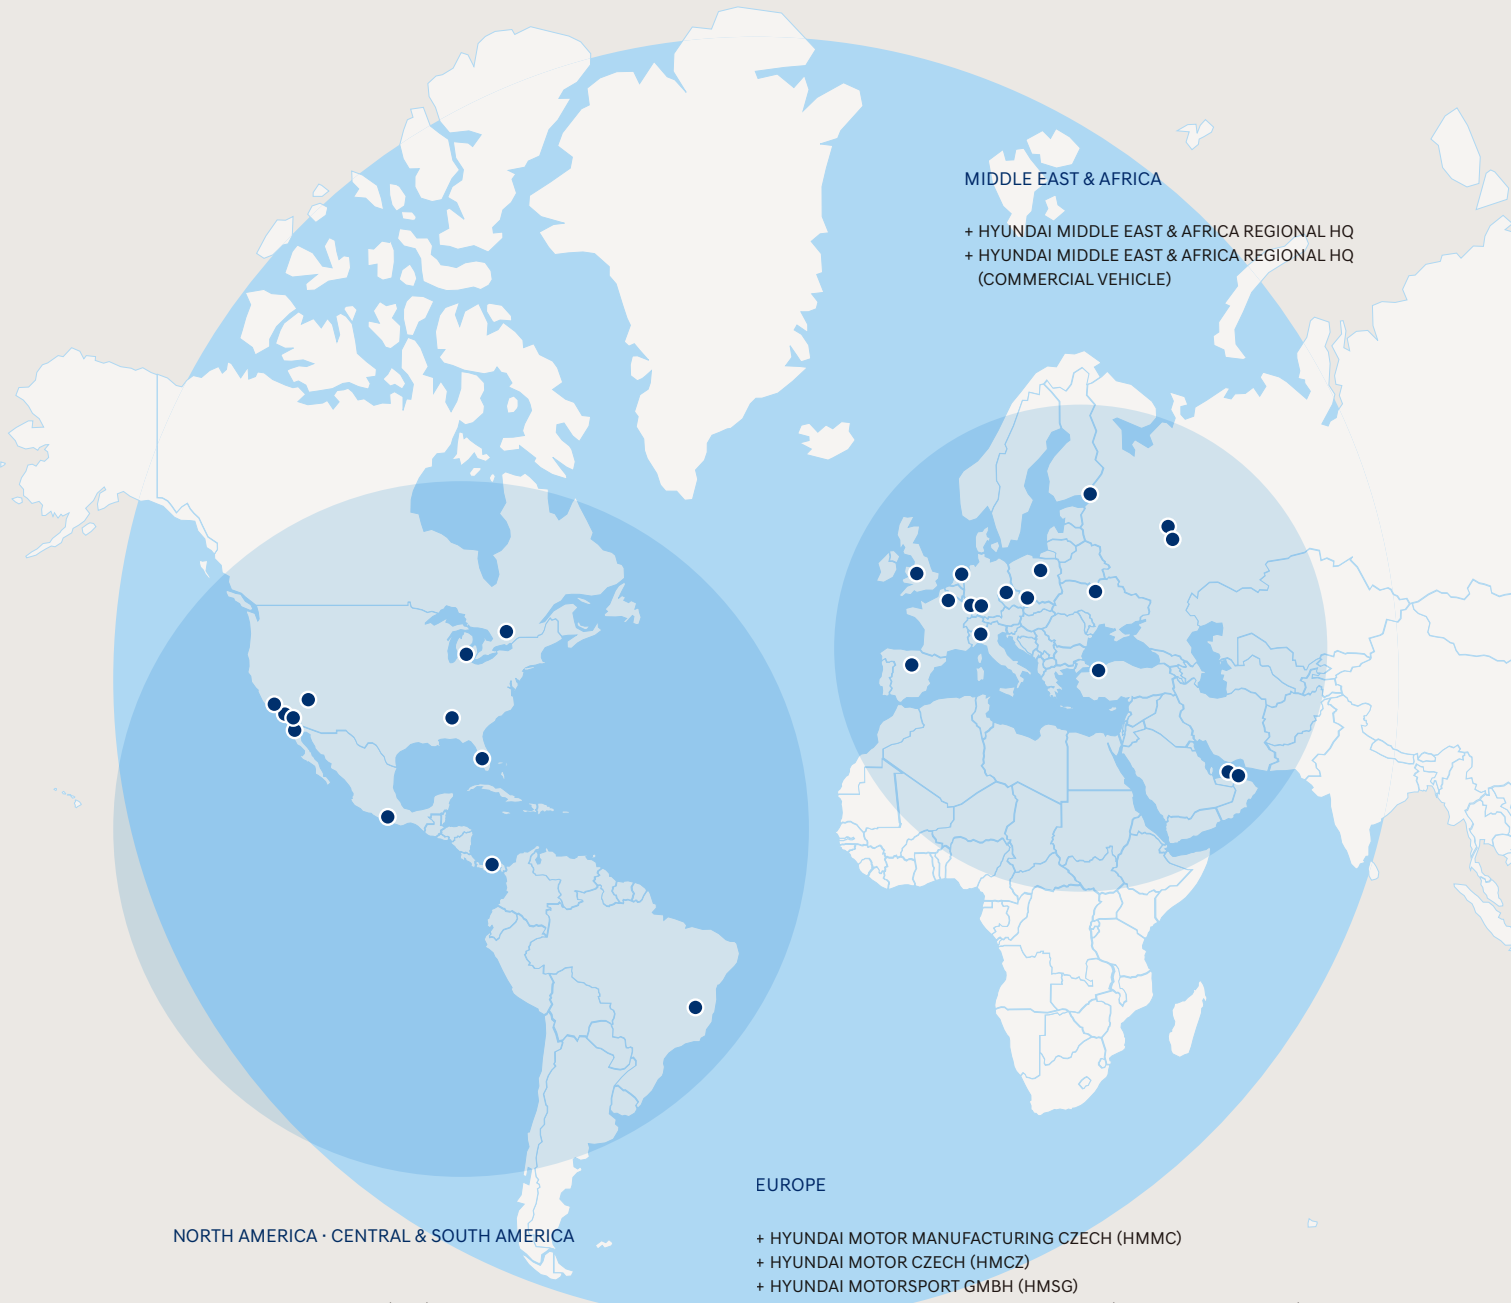 MIDDLE EAST & AFRICA
+ HYUNDAI MIDDLE EAST & AFRICA REGIONAL HQ
+ HYUNDAI MIDDLE EAST & AFRICA REGIONAL HQ
(COMMERCIAL VEHICLE)
EUROPE
+ HYUNDAI MOTOR MANUFACTURING CZECH (HMMC)
+ HYUNDAI MOTOR CZECH (HMCZ)
+ HYUNDAI MOTORSPORT GMBH (HMSG)
NORTH AMERICA · CENTRAL & SOUTH AMERICA